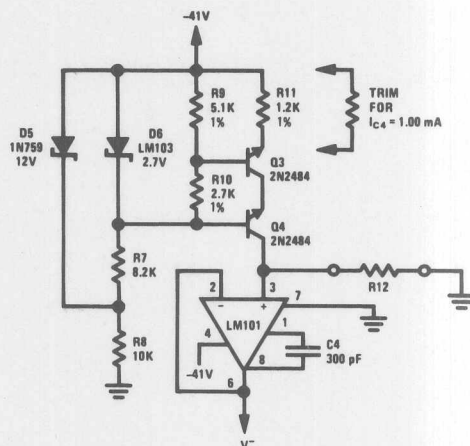 -41V
D5
1N759
12V
D6
LM103
2.7V
R9
5.1K
1%
R11
1.2K
1%
TRIM
FOR
IC4 = 1.00 mA
Q3
2N2484
R10
2.7K
1%
Q4
2N2484
R7
8.2K
R12
2
3
7
-
+
LM101
4
1
-41V
C4
300 pF
8
6
R8
10K
V-